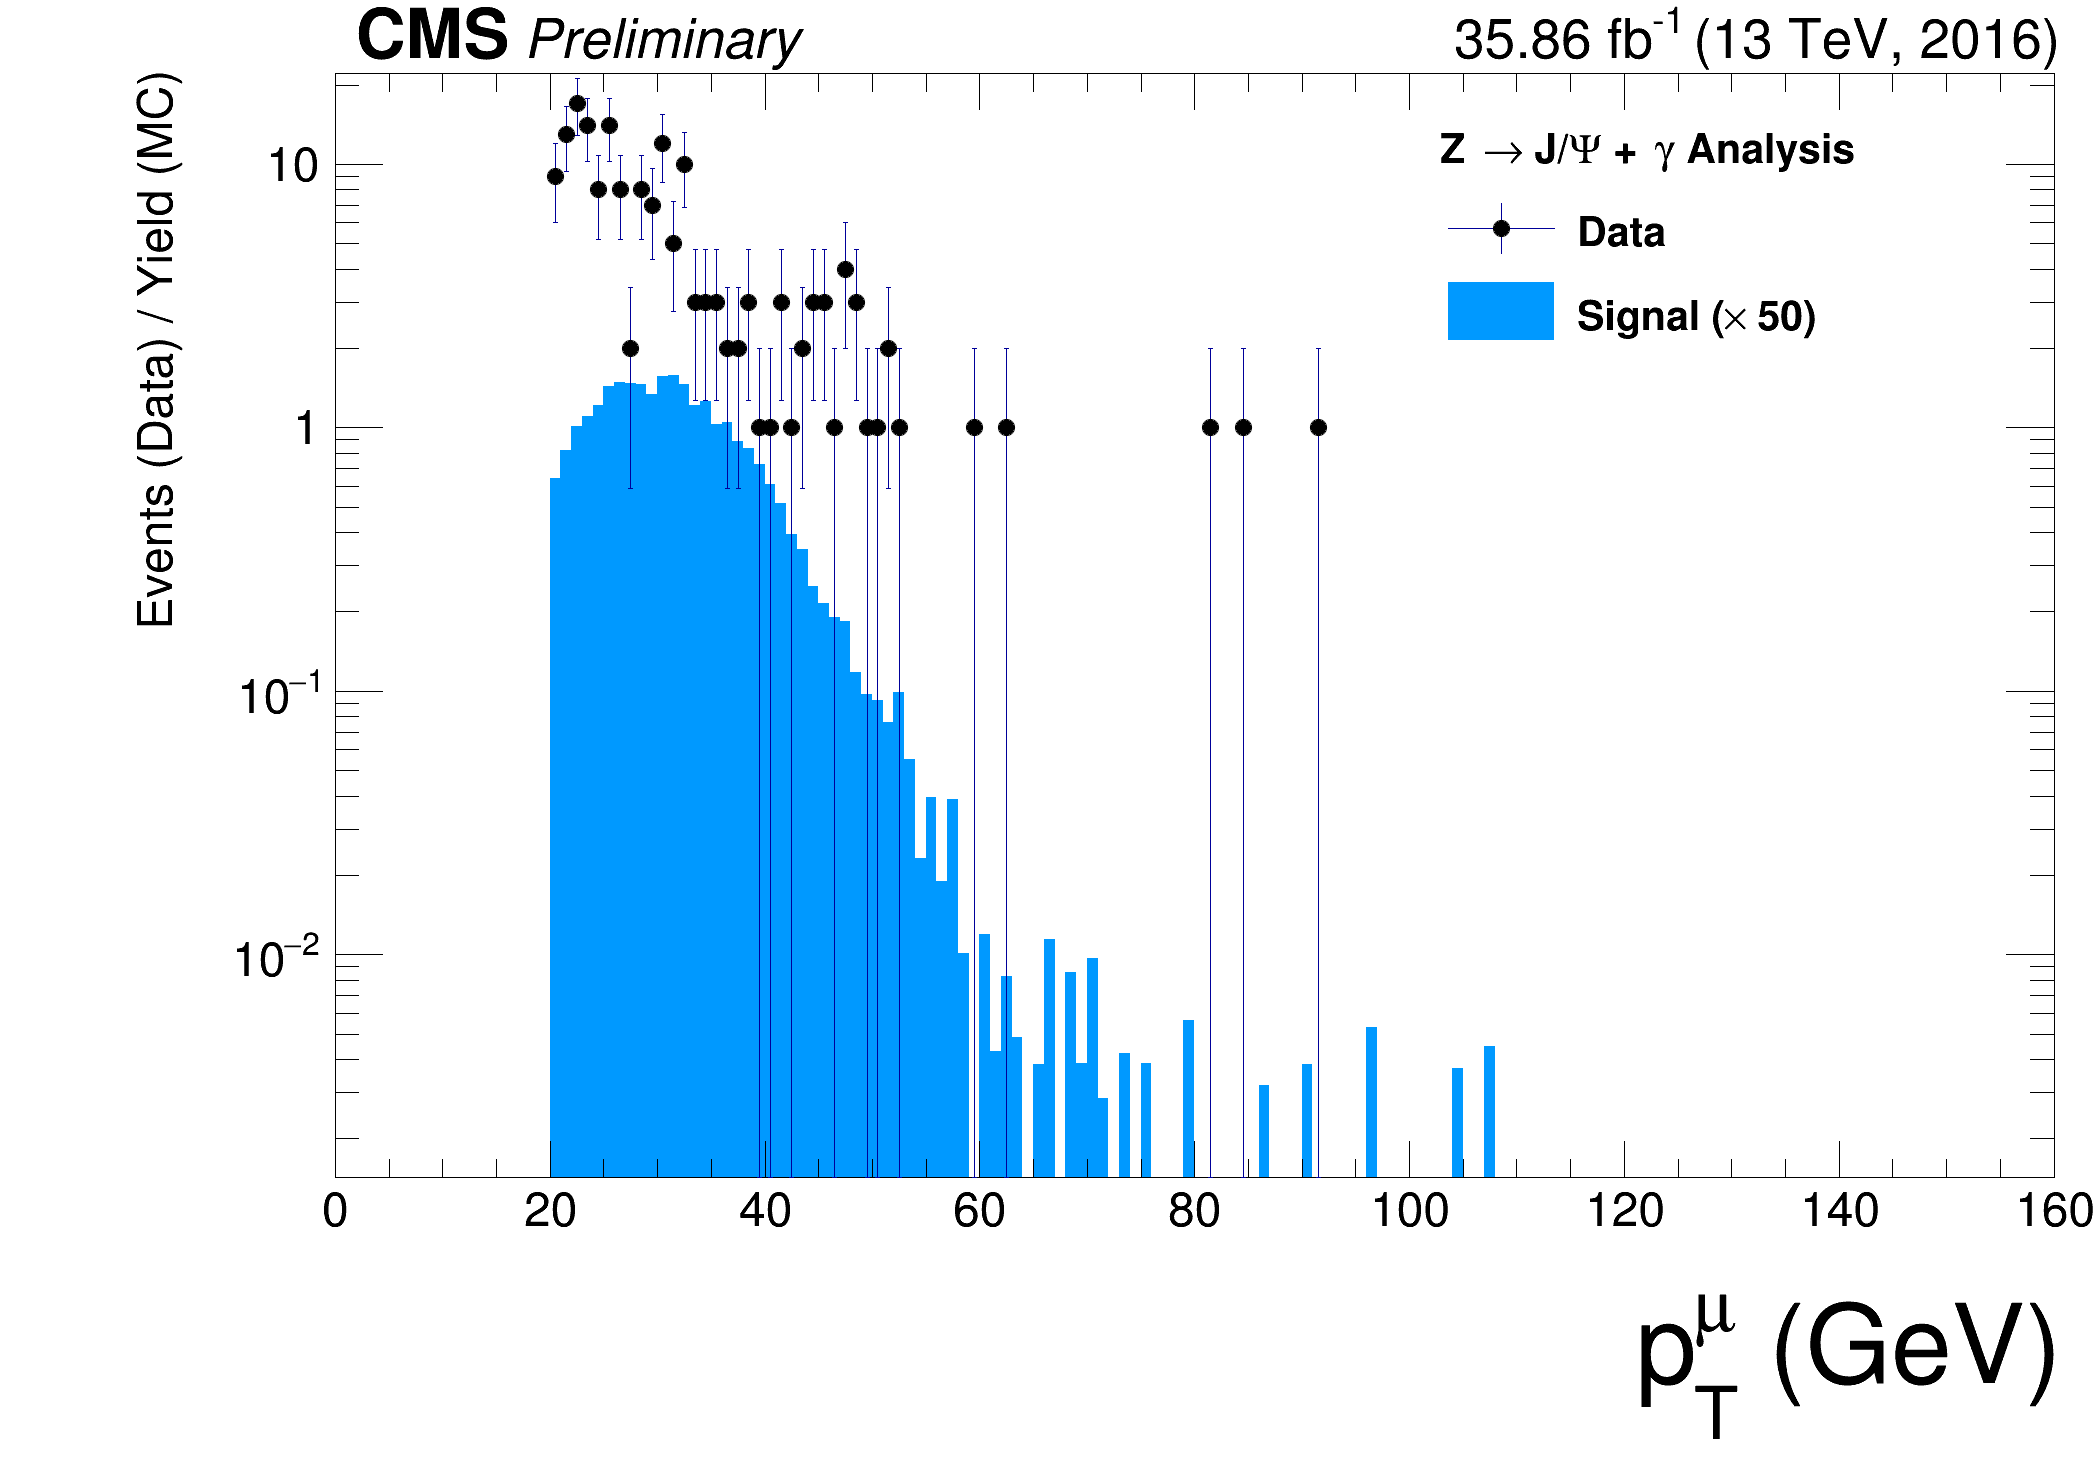 CMS Preliminary 35.86 fb⁻¹ (13 TeV, 2016)
Events (Data) / Yield (MC)
Z → J/Ψ + γ Analysis
Data
Signal (× 50)
10
1
10⁻¹
10⁻²
0 20 40 60 80 100 120 140 160
p_T^μ (GeV)